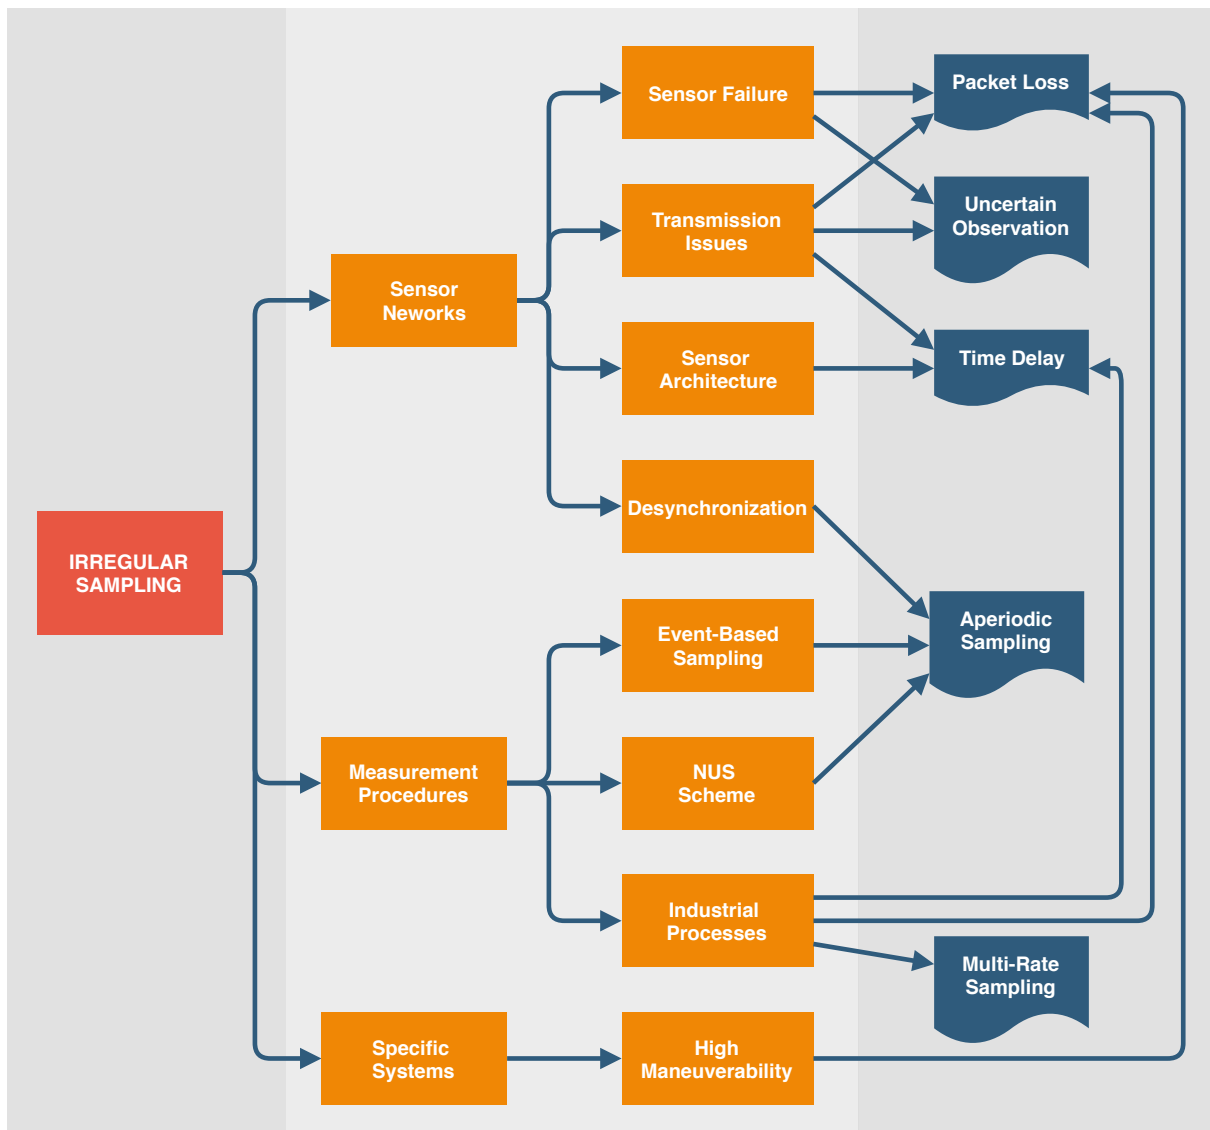 IRREGULAR
SAMPLING
Sensor
Neworks
Measurement
Procedures
Specific
Systems
Sensor Failure
Transmission
Issues
Sensor
Architecture
Desynchronization
Event-Based
Sampling
NUS
Scheme
Industrial
Processes
High
Maneuverability
Packet Loss
Uncertain
Observation
Time Delay
Aperiodic
Sampling
Multi-Rate
Sampling